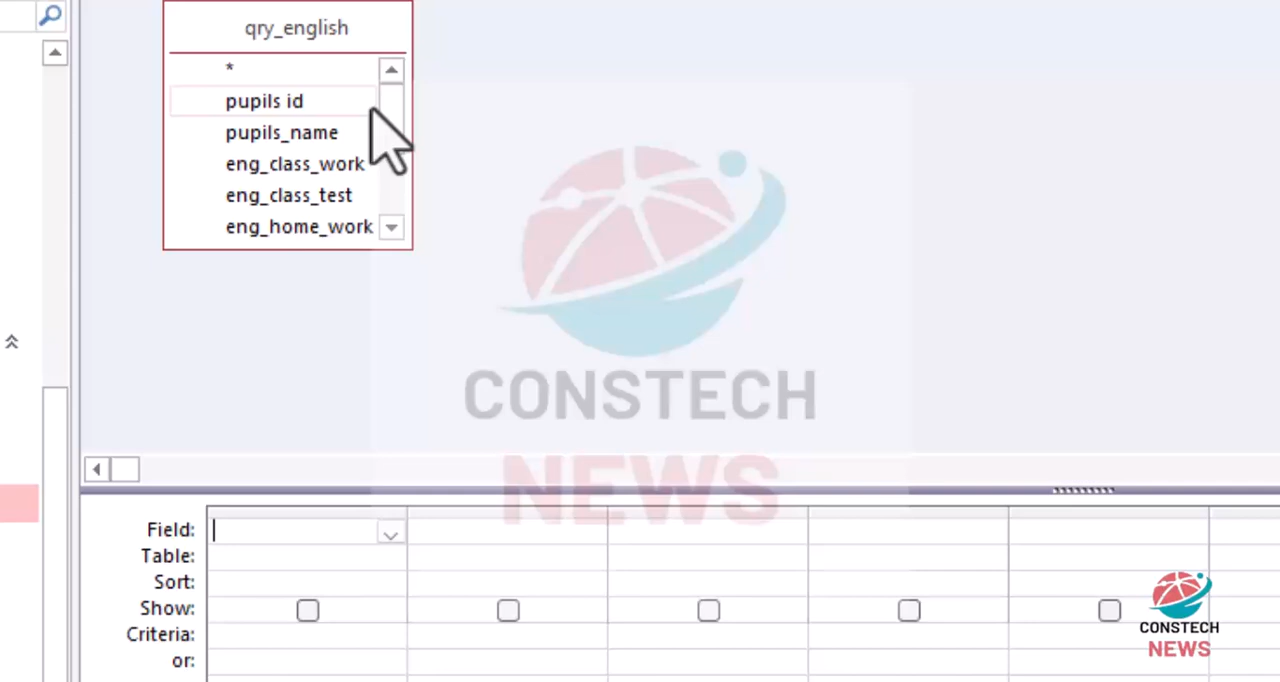 qry_english
*
pupils id
pupils_name
eng_class_work
eng_class_test
eng_home_work
CONSTECH
NEWS
Field:
Table:
Sort:
Show:
Criteria:
or:
CONSTECH
NEWS